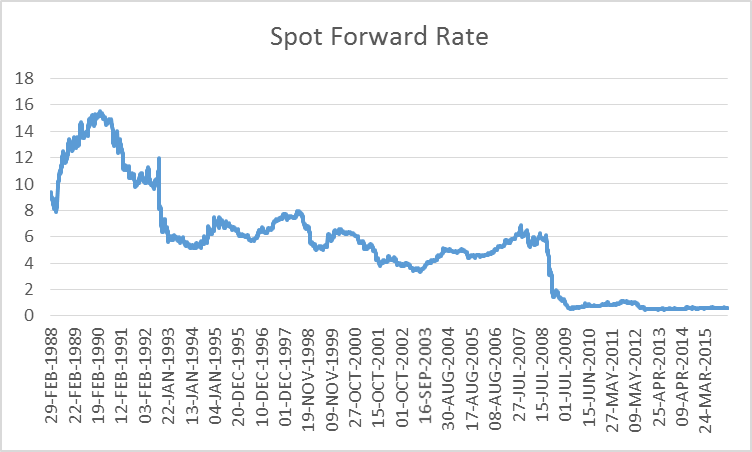 Spot Forward Rate
18
16
14
12
10
8
6
4
2
0
29-FEB-1988
22-FEB-1989
19-FEB-1990
12-FEB-1991
03-FEB-1992
22-JAN-1993
13-JAN-1994
04-JAN-1995
20-DEC-1995
10-DEC-1996
01-DEC-1997
19-NOV-1998
09-NOV-1999
27-OCT-2000
15-OCT-2001
01-OCT-2002
16-SEP-2003
30-AUG-2004
17-AUG-2005
08-AUG-2006
27-JUL-2007
15-JUL-2008
01-JUL-2009
15-JUN-2010
27-MAY-2011
09-MAY-2012
25-APR-2013
09-APR-2014
24-MAR-2015